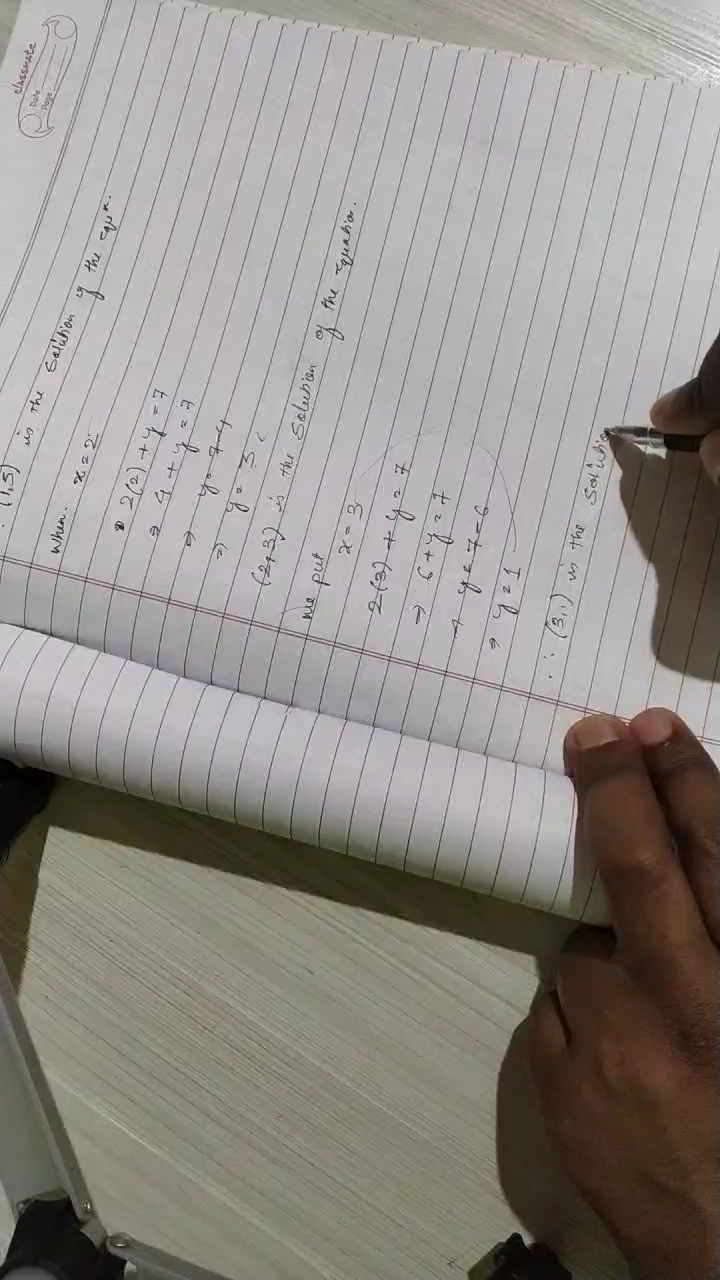 classmate
Date
Page
∴ (1,5) is the solution of the equⁿ.
when x = 2
2(2) + y = 7
⇒ 4 + y = 7
⇒ y = 7-4
⇒ y = 3
(2,3) is the solution of the equation.
we put
x = 3
2(3) + y = 7
⇒ 6 + y = 7
⇒ y = 7-6
⇒ y = 1
∴ (3,1) is the solutio